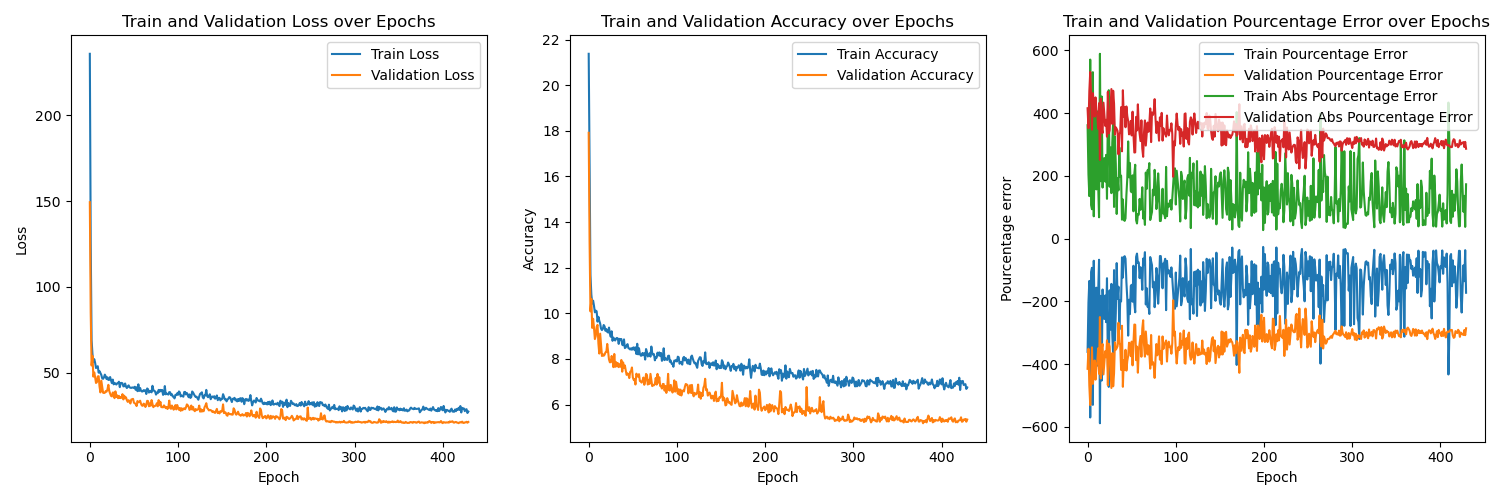 Train and Validation Loss over Epochs
Train Loss
Validation Loss
200
150
100
50
Loss
0
100
200
300
400
Epoch
Train and Validation Accuracy over Epochs
Train Accuracy
Validation Accuracy
22
20
18
16
14
12
10
8
6
Accuracy
0
100
200
300
400
Epoch
Train and Validation Pourcentage Error over Epochs
Train Pourcentage Error
Validation Pourcentage Error
Train Abs Pourcentage Error
Validation Abs Pourcentage Error
600
400
200
0
−200
−400
−600
Pourcentage error
0
100
200
300
400
Epoch